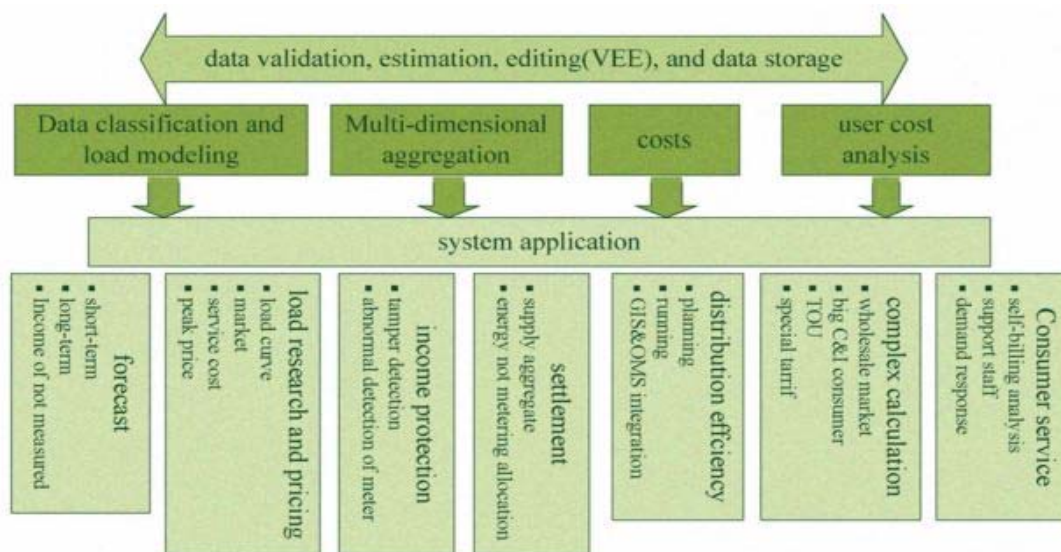 data validation, estimation, editing(VEE), and data storage
Data classification and
load modeling
Multi-dimensional
aggregation
costs
user cost
analysis
system application
forecast
▪ short-term
▪ long-term
▪ Income of not measured
load research and pricing
▪ load curve
▪ market
▪ service cost
▪ peak price
income protection
▪ tamper detection
▪ abnormal detection of meter
settlement
▪ supply aggregate
▪ energy not metering allocation
distribution effciency
▪ planning
▪ running
▪ GIS&OMS integration
complex calculation
▪ wholesale market
▪ big C&I consumer
▪ TOU
▪ special tarrif
Consumer service
▪ self-billing analysis
▪ support staff
▪ demand response